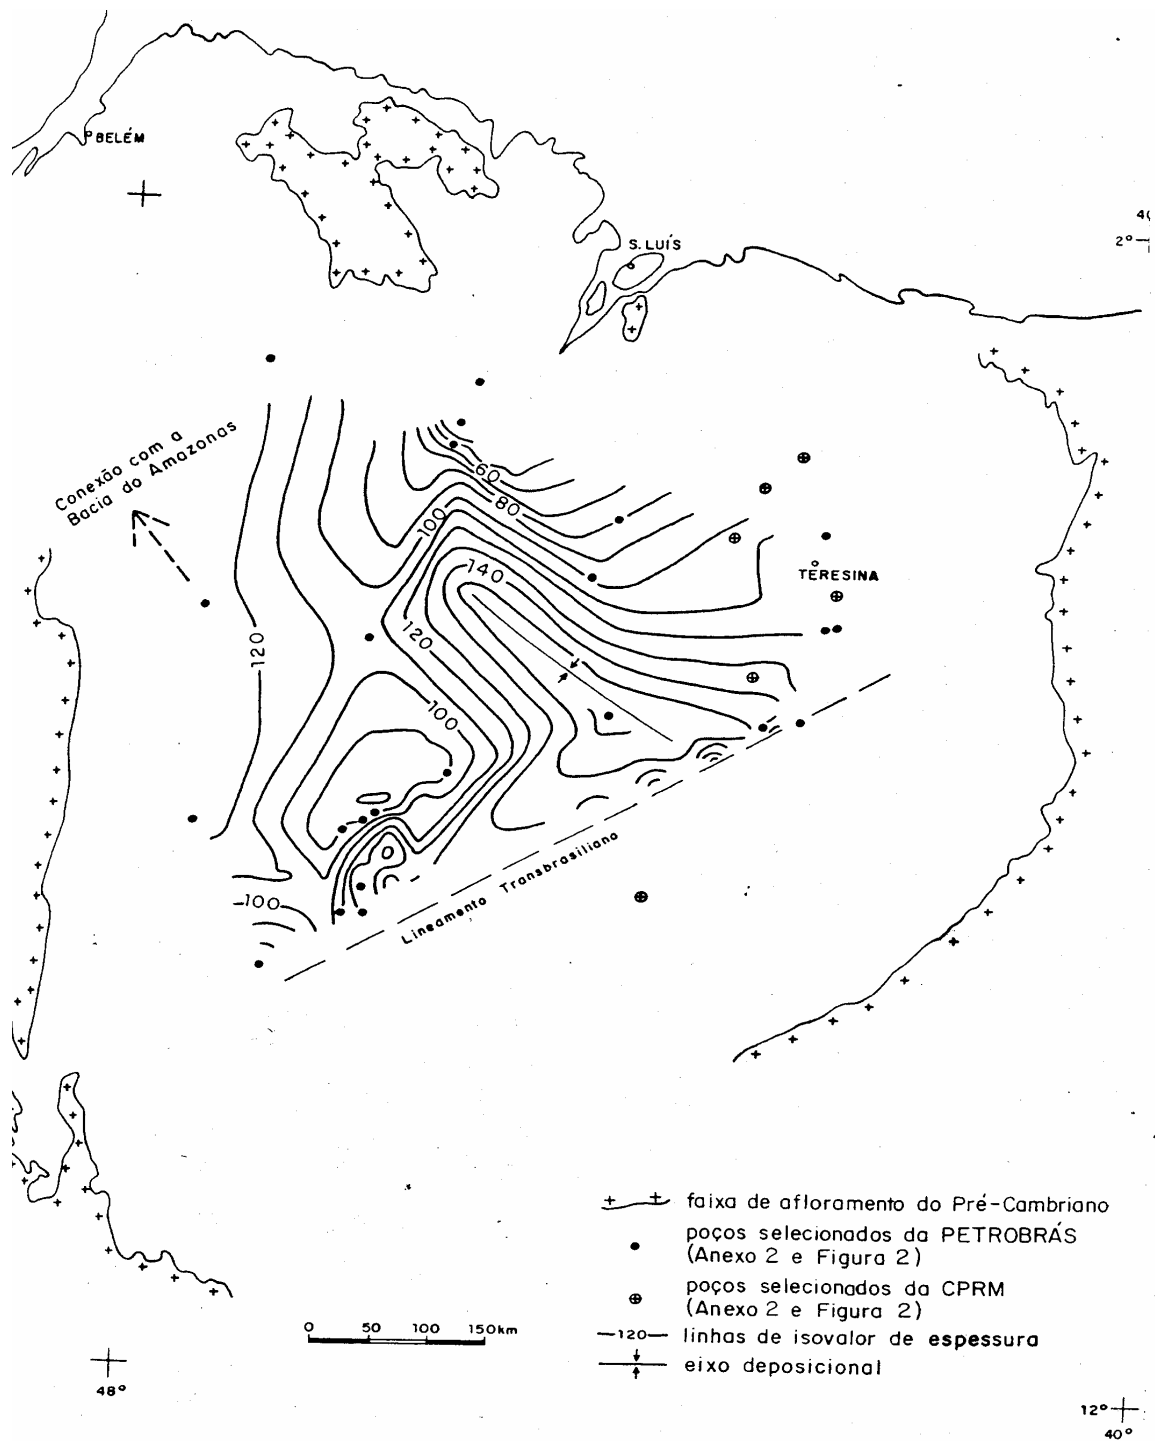 BELÉM
4(
2°
S. LUÍS
Conexão com a
Bacia do Amazonas
60
80
100
140
TERESINA
120
120
100
0
100
Lineamento Transbrasiliano
faixa de afloramento do Pré-Cambriano
poços selecionados da PETROBRÁS
(Anexo 2 e Figura 2)
poços selecionados da CPRM
(Anexo 2 e Figura 2)
0 50 100 150km
-120- linhas de isovalor de espessura
eixo deposicional
48°
12°
40°